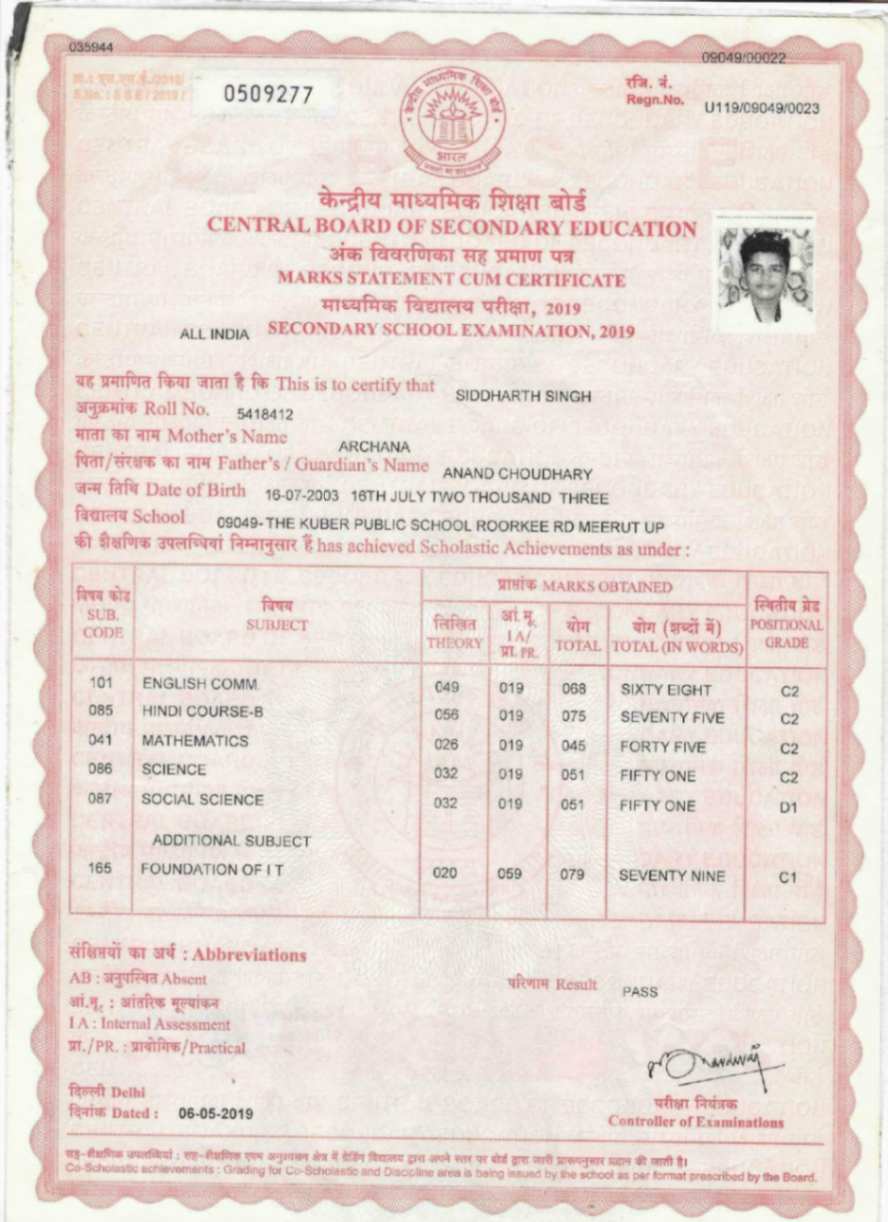 035944
09049/00022
0509277
रजि. नं.
Regn.No. U119/09049/0023
भारत
केन्द्रीय माध्यमिक शिक्षा बोर्ड
CENTRAL BOARD OF SECONDARY EDUCATION
अंक विवरणिका सह प्रमाण पत्र
MARKS STATEMENT CUM CERTIFICATE
माध्यमिक विद्यालय परीक्षा, 2019
ALL INDIA SECONDARY SCHOOL EXAMINATION, 2019
यह प्रमाणित किया जाता है कि This is to certify that SIDDHARTH SINGH
अनुक्रमांक Roll No. 5418412
माता का नाम Mother's Name ARCHANA
पिता/संरक्षक का नाम Father's / Guardian's Name ANAND CHOUDHARY
जन्म तिथि Date of Birth 16-07-2003 16TH JULY TWO THOUSAND THREE
विद्यालय School 09049- THE KUBER PUBLIC SCHOOL ROORKEE RD MEERUT UP
की शैक्षणिक उपलब्धियां निम्नानुसार हैं has achieved Scholastic Achievements as under :
विषय कोड SUB. CODE
विषय SUBJECT
प्राप्तांक MARKS OBTAINED
लिखित THEORY
आं.मू. I A/ प्रा. PR.
योग TOTAL
योग (शब्दों में) TOTAL (IN WORDS)
स्थितीय ग्रेड POSITIONAL GRADE
101 ENGLISH COMM. 049 019 068 SIXTY EIGHT C2
085 HINDI COURSE-B 056 019 075 SEVENTY FIVE C2
041 MATHEMATICS 026 019 045 FORTY FIVE C2
086 SCIENCE 032 019 051 FIFTY ONE C2
087 SOCIAL SCIENCE 032 019 051 FIFTY ONE D1
ADDITIONAL SUBJECT
165 FOUNDATION OF I T 020 059 079 SEVENTY NINE C1
संक्षिप्तियों का अर्थ : Abbreviations
AB : अनुपस्थित Absent
आं.मू. : आंतरिक मूल्यांकन
I A : Internal Assessment
प्रा./PR. : प्रायोगिक/Practical
परिणाम Result PASS
दिल्ली Delhi
दिनांक Dated : 06-05-2019
परीक्षा नियंत्रक
Controller of Examinations
Co-Scholastic achievements : Grading for Co-Scholastic and Discipline area is being issued by the school as per format prescribed by the Board.